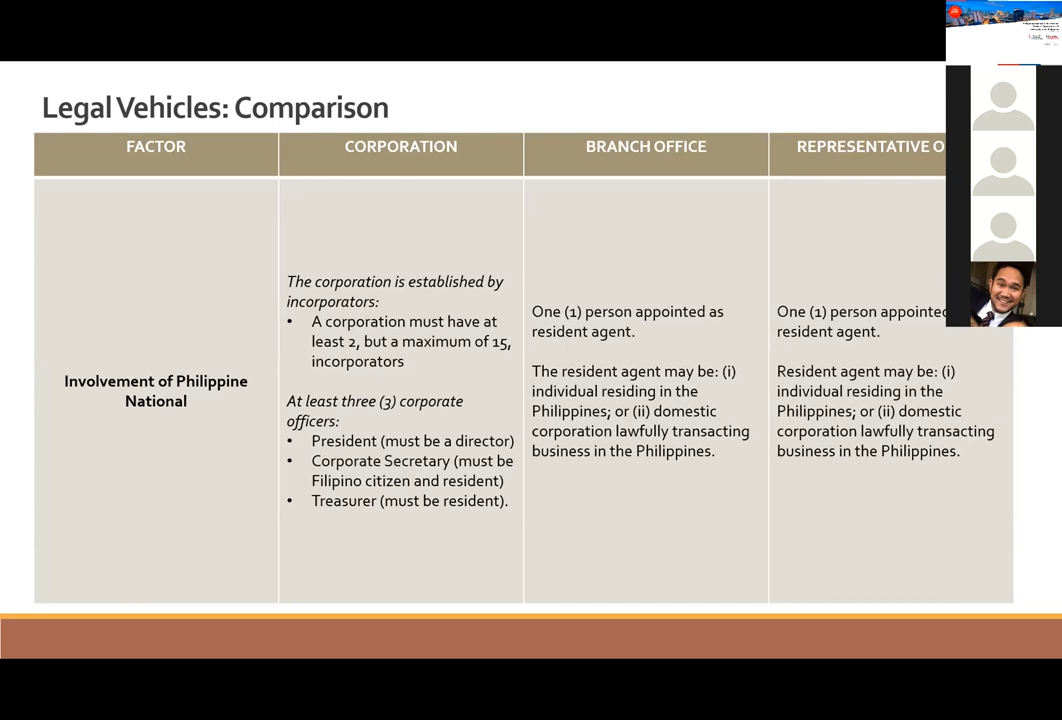 Legal Vehicles: Comparison
FACTOR
CORPORATION
BRANCH OFFICE
REPRESENTATIVE O
Involvement of Philippine
National
The corporation is established by
incorporators:
• A corporation must have at
least 2, but a maximum of 15,
incorporators
At least three (3) corporate
officers:
• President (must be a director)
• Corporate Secretary (must be
Filipino citizen and resident)
• Treasurer (must be resident).
One (1) person appointed as
resident agent.
The resident agent may be: (i)
individual residing in the
Philippines; or (ii) domestic
corporation lawfully transacting
business in the Philippines.
One (1) person appointed
resident agent.
Resident agent may be: (i)
individual residing in the
Philippines; or (ii) domestic
corporation lawfully transacting
business in the Philippines.